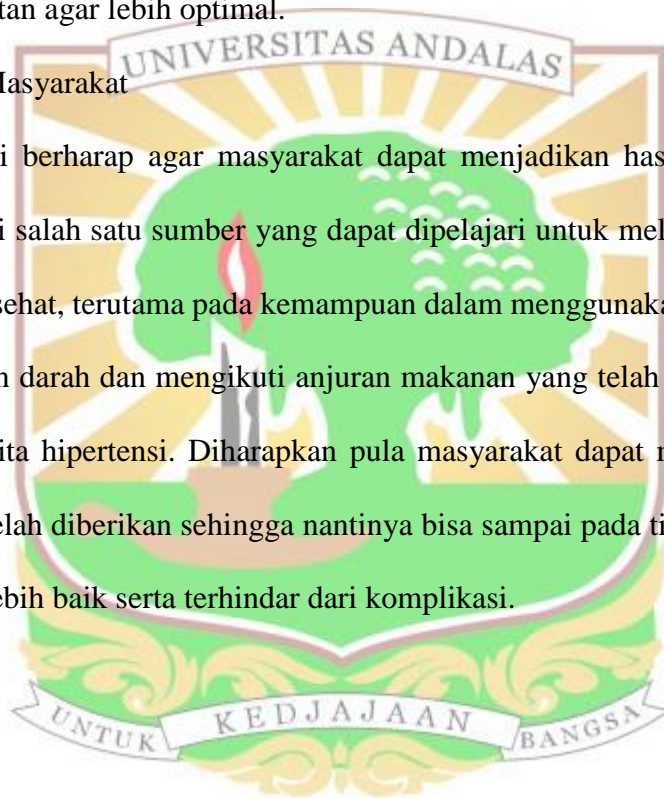 tan agar lebih optimal.
UNIVERSITAS ANDALAS
Masyarakat
i berharap agar masyarakat dapat menjadikan has
i salah satu sumber yang dapat dipelajari untuk mel
sehat, terutama pada kemampuan dalam menggunaka
n darah dan mengikuti anjuran makanan yang telah
ita hipertensi. Diharapkan pula masyarakat dapat
elah diberikan sehingga nantinya bisa sampai pada ti
ebih baik serta terhindar dari komplikasi.
UNTUK KEDJAJAAN BANGSA